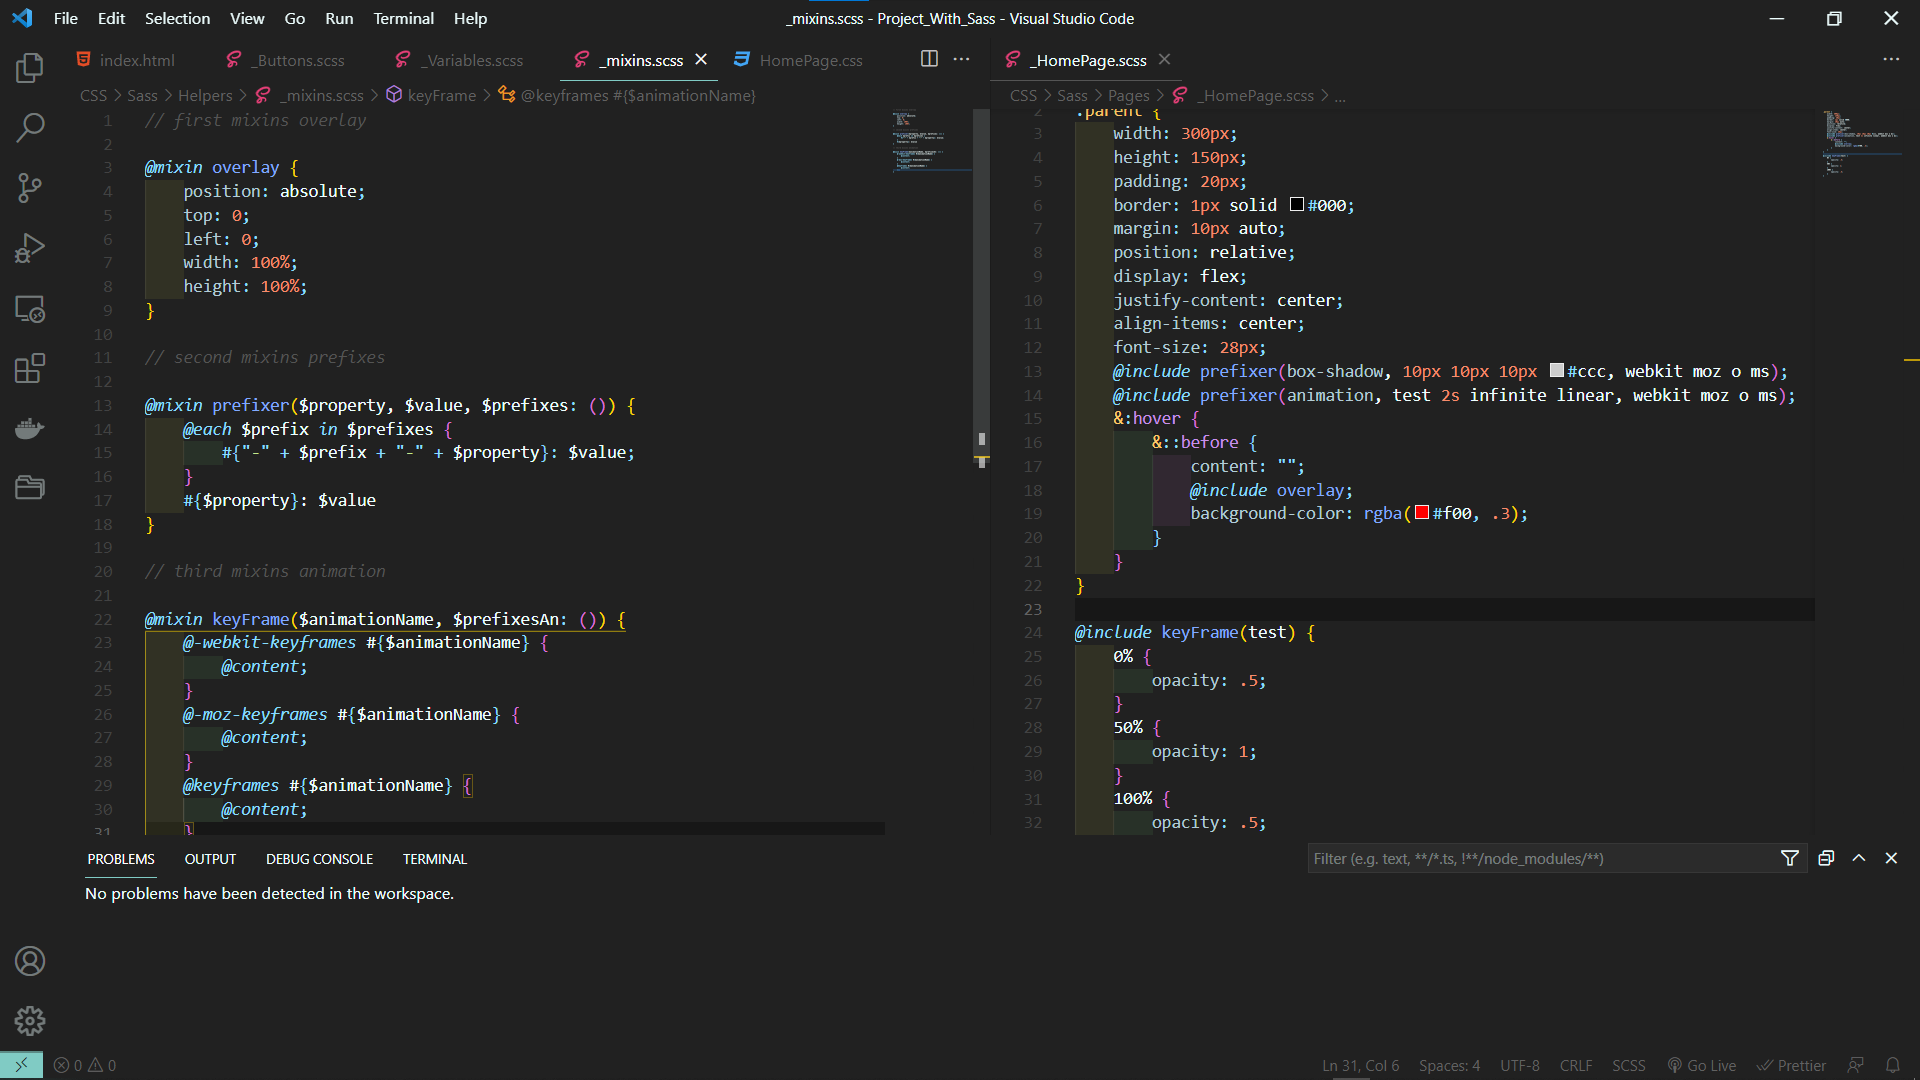 File Edit Selection View Go Run Terminal Help
_mixins.scss - Project_With_Sass - Visual Studio Code
index.html _Buttons.scss _Variables.scss _mixins.scss HomePage.css
CSS > Sass > Helpers > _mixins.scss > keyFrame > @keyframes #{$animationName}
1 // first mixins overlay
2
3 @mixin overlay {
4 position: absolute;
5 top: 0;
6 left: 0;
7 width: 100%;
8 height: 100%;
9 }
10
11 // second mixins prefixes
12
13 @mixin prefixer($property, $value, $prefixes: ()) {
14 @each $prefix in $prefixes {
15 #{"-" + $prefix + "-" + $property}: $value;
16 }
17 #{$property}: $value
18 }
19
20 // third mixins animation
21
22 @mixin keyFrame($animationName, $prefixesAn: ()) {
23 @-webkit-keyframes #{$animationName} {
24 @content;
25 }
26 @-moz-keyframes #{$animationName} {
27 @content;
28 }
29 @keyframes #{$animationName} {
30 @content;
31 }
_HomePage.scss
CSS > Sass > Pages > _HomePage.scss > ...
2 .parent {
3 width: 300px;
4 height: 150px;
5 padding: 20px;
6 border: 1px solid #000;
7 margin: 10px auto;
8 position: relative;
9 display: flex;
10 justify-content: center;
11 align-items: center;
12 font-size: 28px;
13 @include prefixer(box-shadow, 10px 10px 10px #ccc, webkit moz o ms);
14 @include prefixer(animation, test 2s infinite linear, webkit moz o ms);
15 &:hover {
16 &::before {
17 content: "";
18 @include overlay;
19 background-color: rgba(#f00, .3);
20 }
21 }
22 }
23
24 @include keyFrame(test) {
25 0% {
26 opacity: .5;
27 }
28 50% {
29 opacity: 1;
30 }
31 100% {
32 opacity: .5;
PROBLEMS OUTPUT DEBUG CONSOLE TERMINAL
Filter (e.g. text, **/*.ts, !**/node_modules/**)
No problems have been detected in the workspace.
0 0 Ln 31, Col 6 Spaces: 4 UTF-8 CRLF SCSS Go Live Prettier